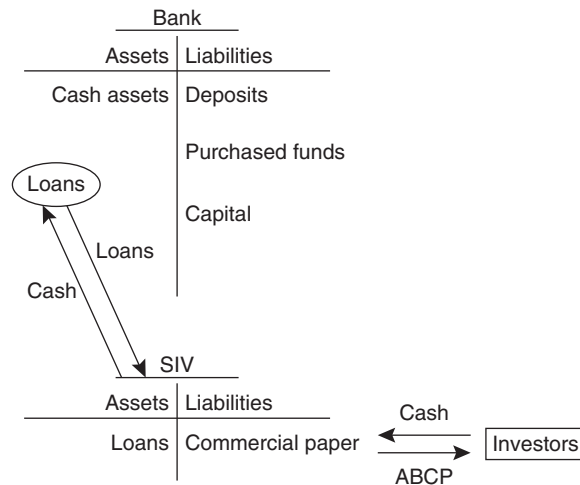 Bank
Assets Liabilities
Cash assets Deposits
Purchased funds
Loans
Capital
Loans
Cash
SIV
Assets Liabilities
Cash
Loans Commercial paper
Investors
ABCP